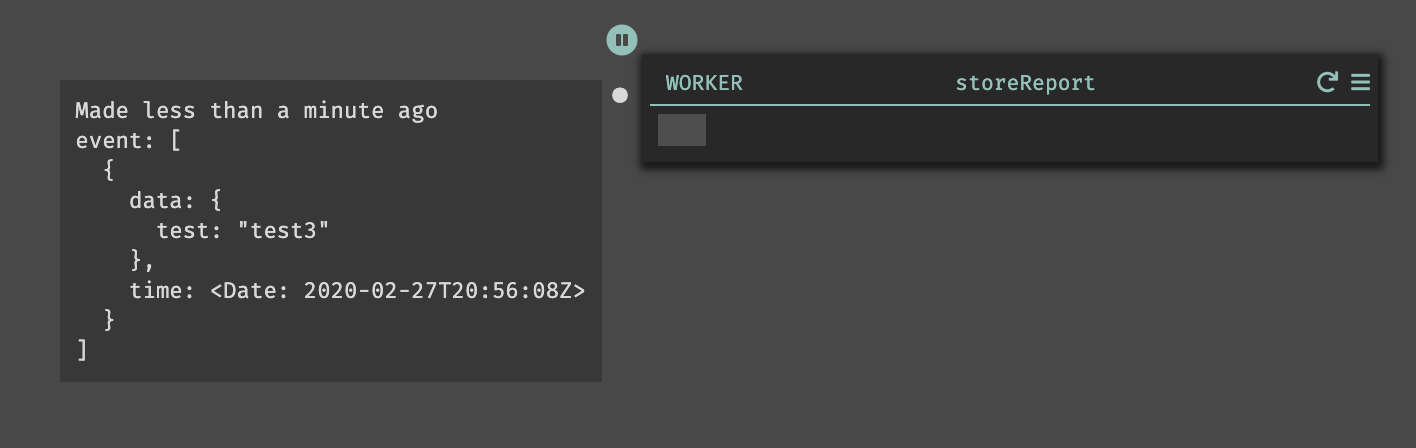 Made less than a minute ago
event: [
  {
    data: {
      test: "test3"
    },
    time: <Date: 2020-02-27T20:56:08Z>
  }
]
WORKER storeReport